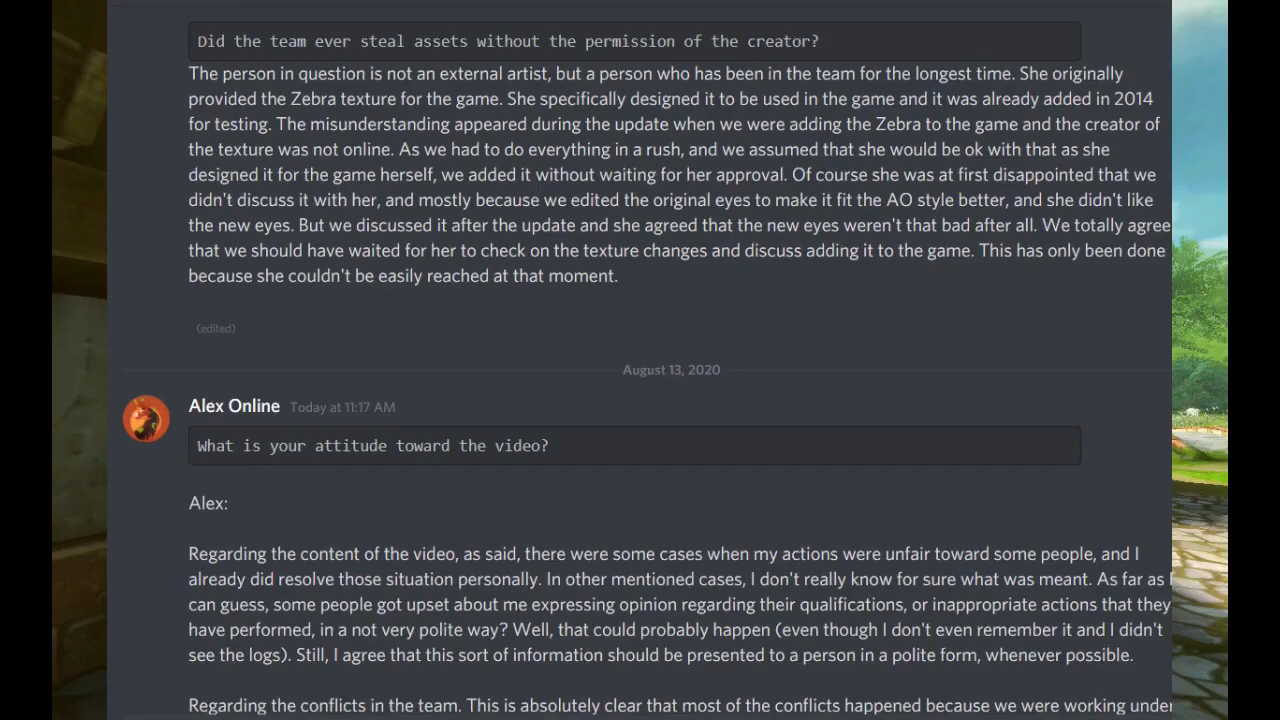 Did the team ever steal assets without the permission of the creator?
The person in question is not an external artist, but a person who has been in the team for the longest time. She originally
provided the Zebra texture for the game. She specifically designed it to be used in the game and it was already added in 2014
for testing. The misunderstanding appeared during the update when we were adding the Zebra to the game and the creator of
the texture was not online. As we had to do everything in a rush, and we assumed that she would be ok with that as she
designed it for the game herself, we added it without waiting for her approval. Of course she was at first disappointed that we
didn't discuss it with her, and mostly because we edited the original eyes to make it fit the AO style better, and she didn't like
the new eyes. But we discussed it after the update and she agreed that the new eyes weren't that bad after all. We totally agree
that we should have waited for her to check on the texture changes and discuss adding it to the game. This has only been done
because she couldn't be easily reached at that moment.
(edited)
August 13, 2020
Alex Online Today at 11:17 AM
What is your attitude toward the video?
Alex:
Regarding the content of the video, as said, there were some cases when my actions were unfair toward some people, and I
already did resolve those situation personally. In other mentioned cases, I don't really know for sure what was meant. As far as I
can guess, some people got upset about me expressing opinion regarding their qualifications, or inappropriate actions that they
have performed, in a not very polite way? Well, that could probably happen (even though I don't even remember it and I didn't
see the logs). Still, I agree that this sort of information should be presented to a person in a polite form, whenever possible.
Regarding the conflicts in the team. This is absolutely clear that most of the conflicts happened because we were working under